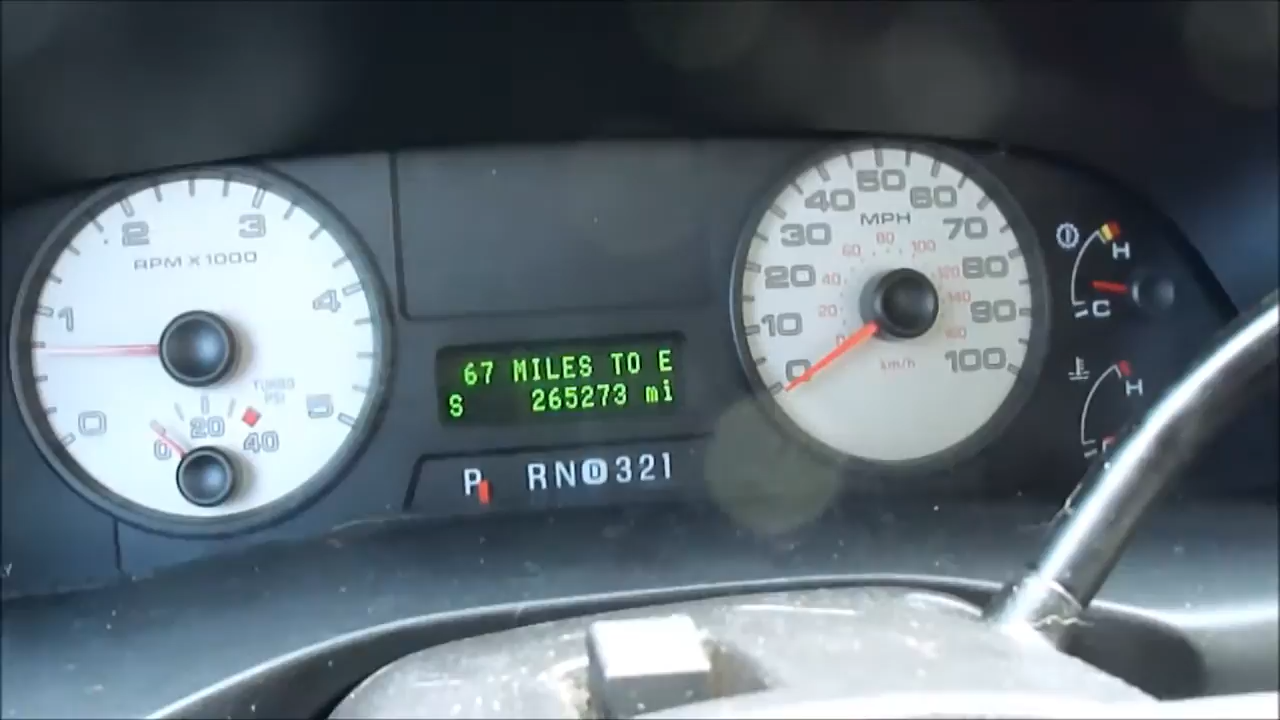 0 1 2 3 4 5
RPM X 1000
TURBO
PSI
0 20 40
67 MILES TO E
S 265273 mi
P R N D 3 2 1
0 10 20 30 40 50 60 70 80 90 100
MPH
0 20 40 60 80 100 120 140 160
km/h
H
C
H